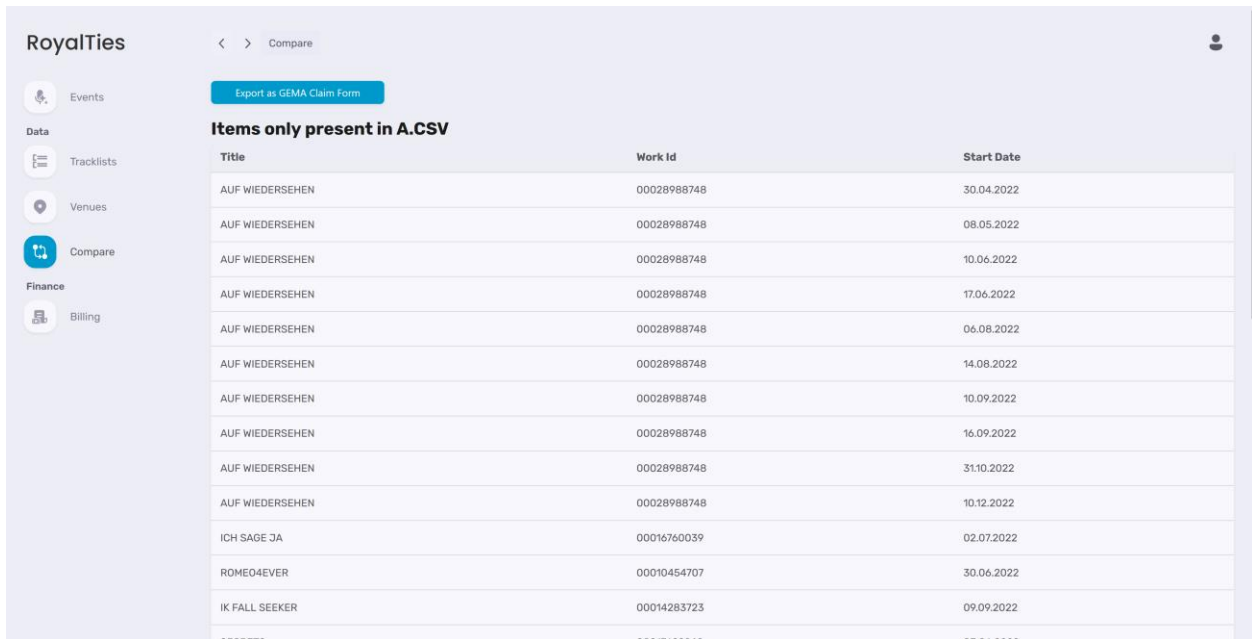 RoyalTies
Compare
Events
Export as GEMA Claim Form
Data
Items only present in A.CSV
Tracklists
Title Work Id Start Date
AUF WIEDERSEHEN 00028988748 30.04.2022
Venues
AUF WIEDERSEHEN 00028988748 08.05.2022
Compare
AUF WIEDERSEHEN 00028988748 10.06.2022
Finance
AUF WIEDERSEHEN 00028988748 17.06.2022
Billing
AUF WIEDERSEHEN 00028988748 06.08.2022
AUF WIEDERSEHEN 00028988748 14.08.2022
AUF WIEDERSEHEN 00028988748 10.09.2022
AUF WIEDERSEHEN 00028988748 16.09.2022
AUF WIEDERSEHEN 00028988748 31.10.2022
AUF WIEDERSEHEN 00028988748 10.12.2022
ICH SAGE JA 00016760039 02.07.2022
ROMEO4EVER 00010454707 30.06.2022
IK FALL SEEKER 00014283723 09.09.2022